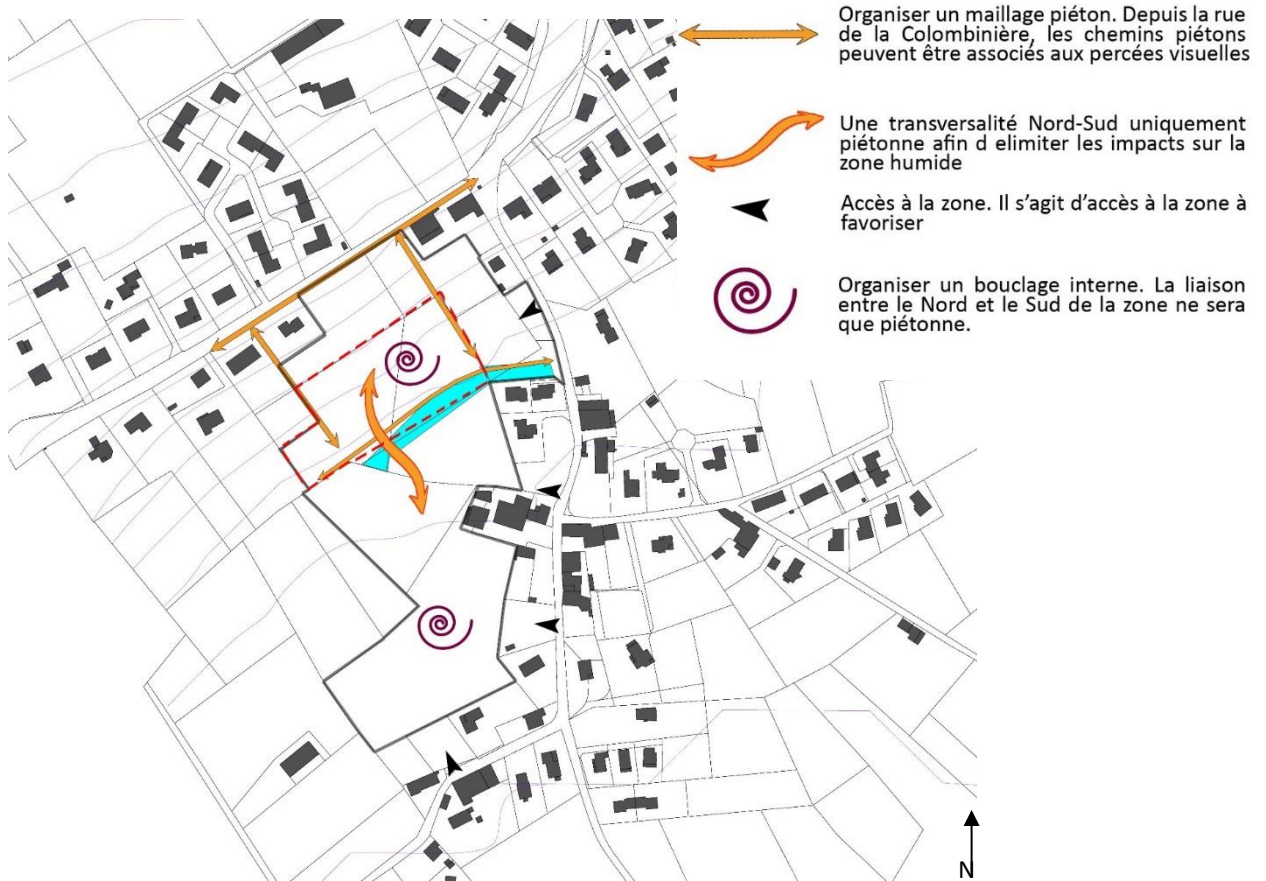 Organiser un maillage piéton. Depuis la rue
de la Colombinière, les chemins piétons
peuvent être associés aux percées visuelles
Une transversalité Nord-Sud uniquement
piétonne afin d elimiter les impacts sur la
zone humide
Accès à la zone. Il s'agit d'accès à la zone à
favoriser
Organiser un bouclage interne. La liaison
entre le Nord et le Sud de la zone ne sera
que piétonne.
N